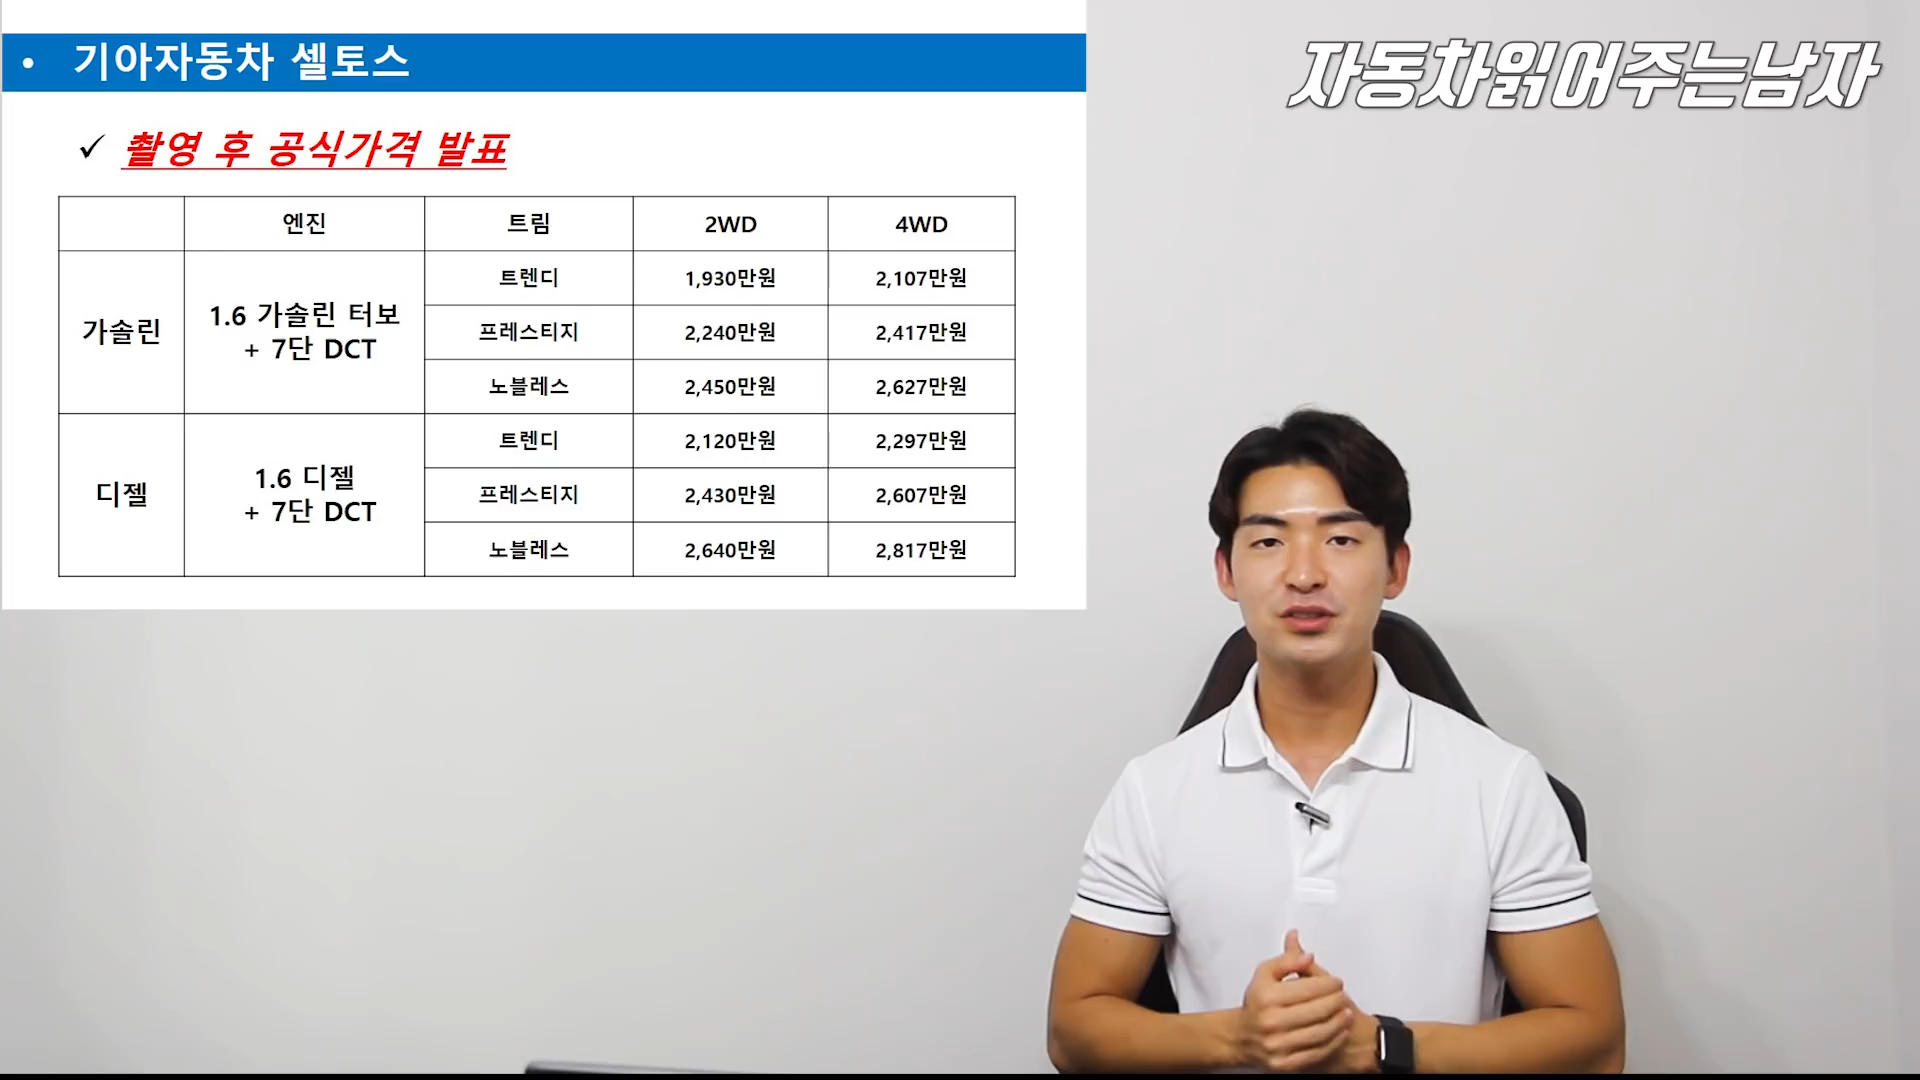 • 기아자동차 셀토스
자동차읽어주는남자
✓ 촬영 후 공식가격 발표
엔진 트림 2WD 4WD
가솔린 1.6 가솔린 터보
+ 7단 DCT
트렌디 1,930만원 2,107만원
프레스티지 2,240만원 2,417만원
노블레스 2,450만원 2,627만원
디젤 1.6 디젤
+ 7단 DCT
트렌디 2,120만원 2,297만원
프레스티지 2,430만원 2,607만원
노블레스 2,640만원 2,817만원